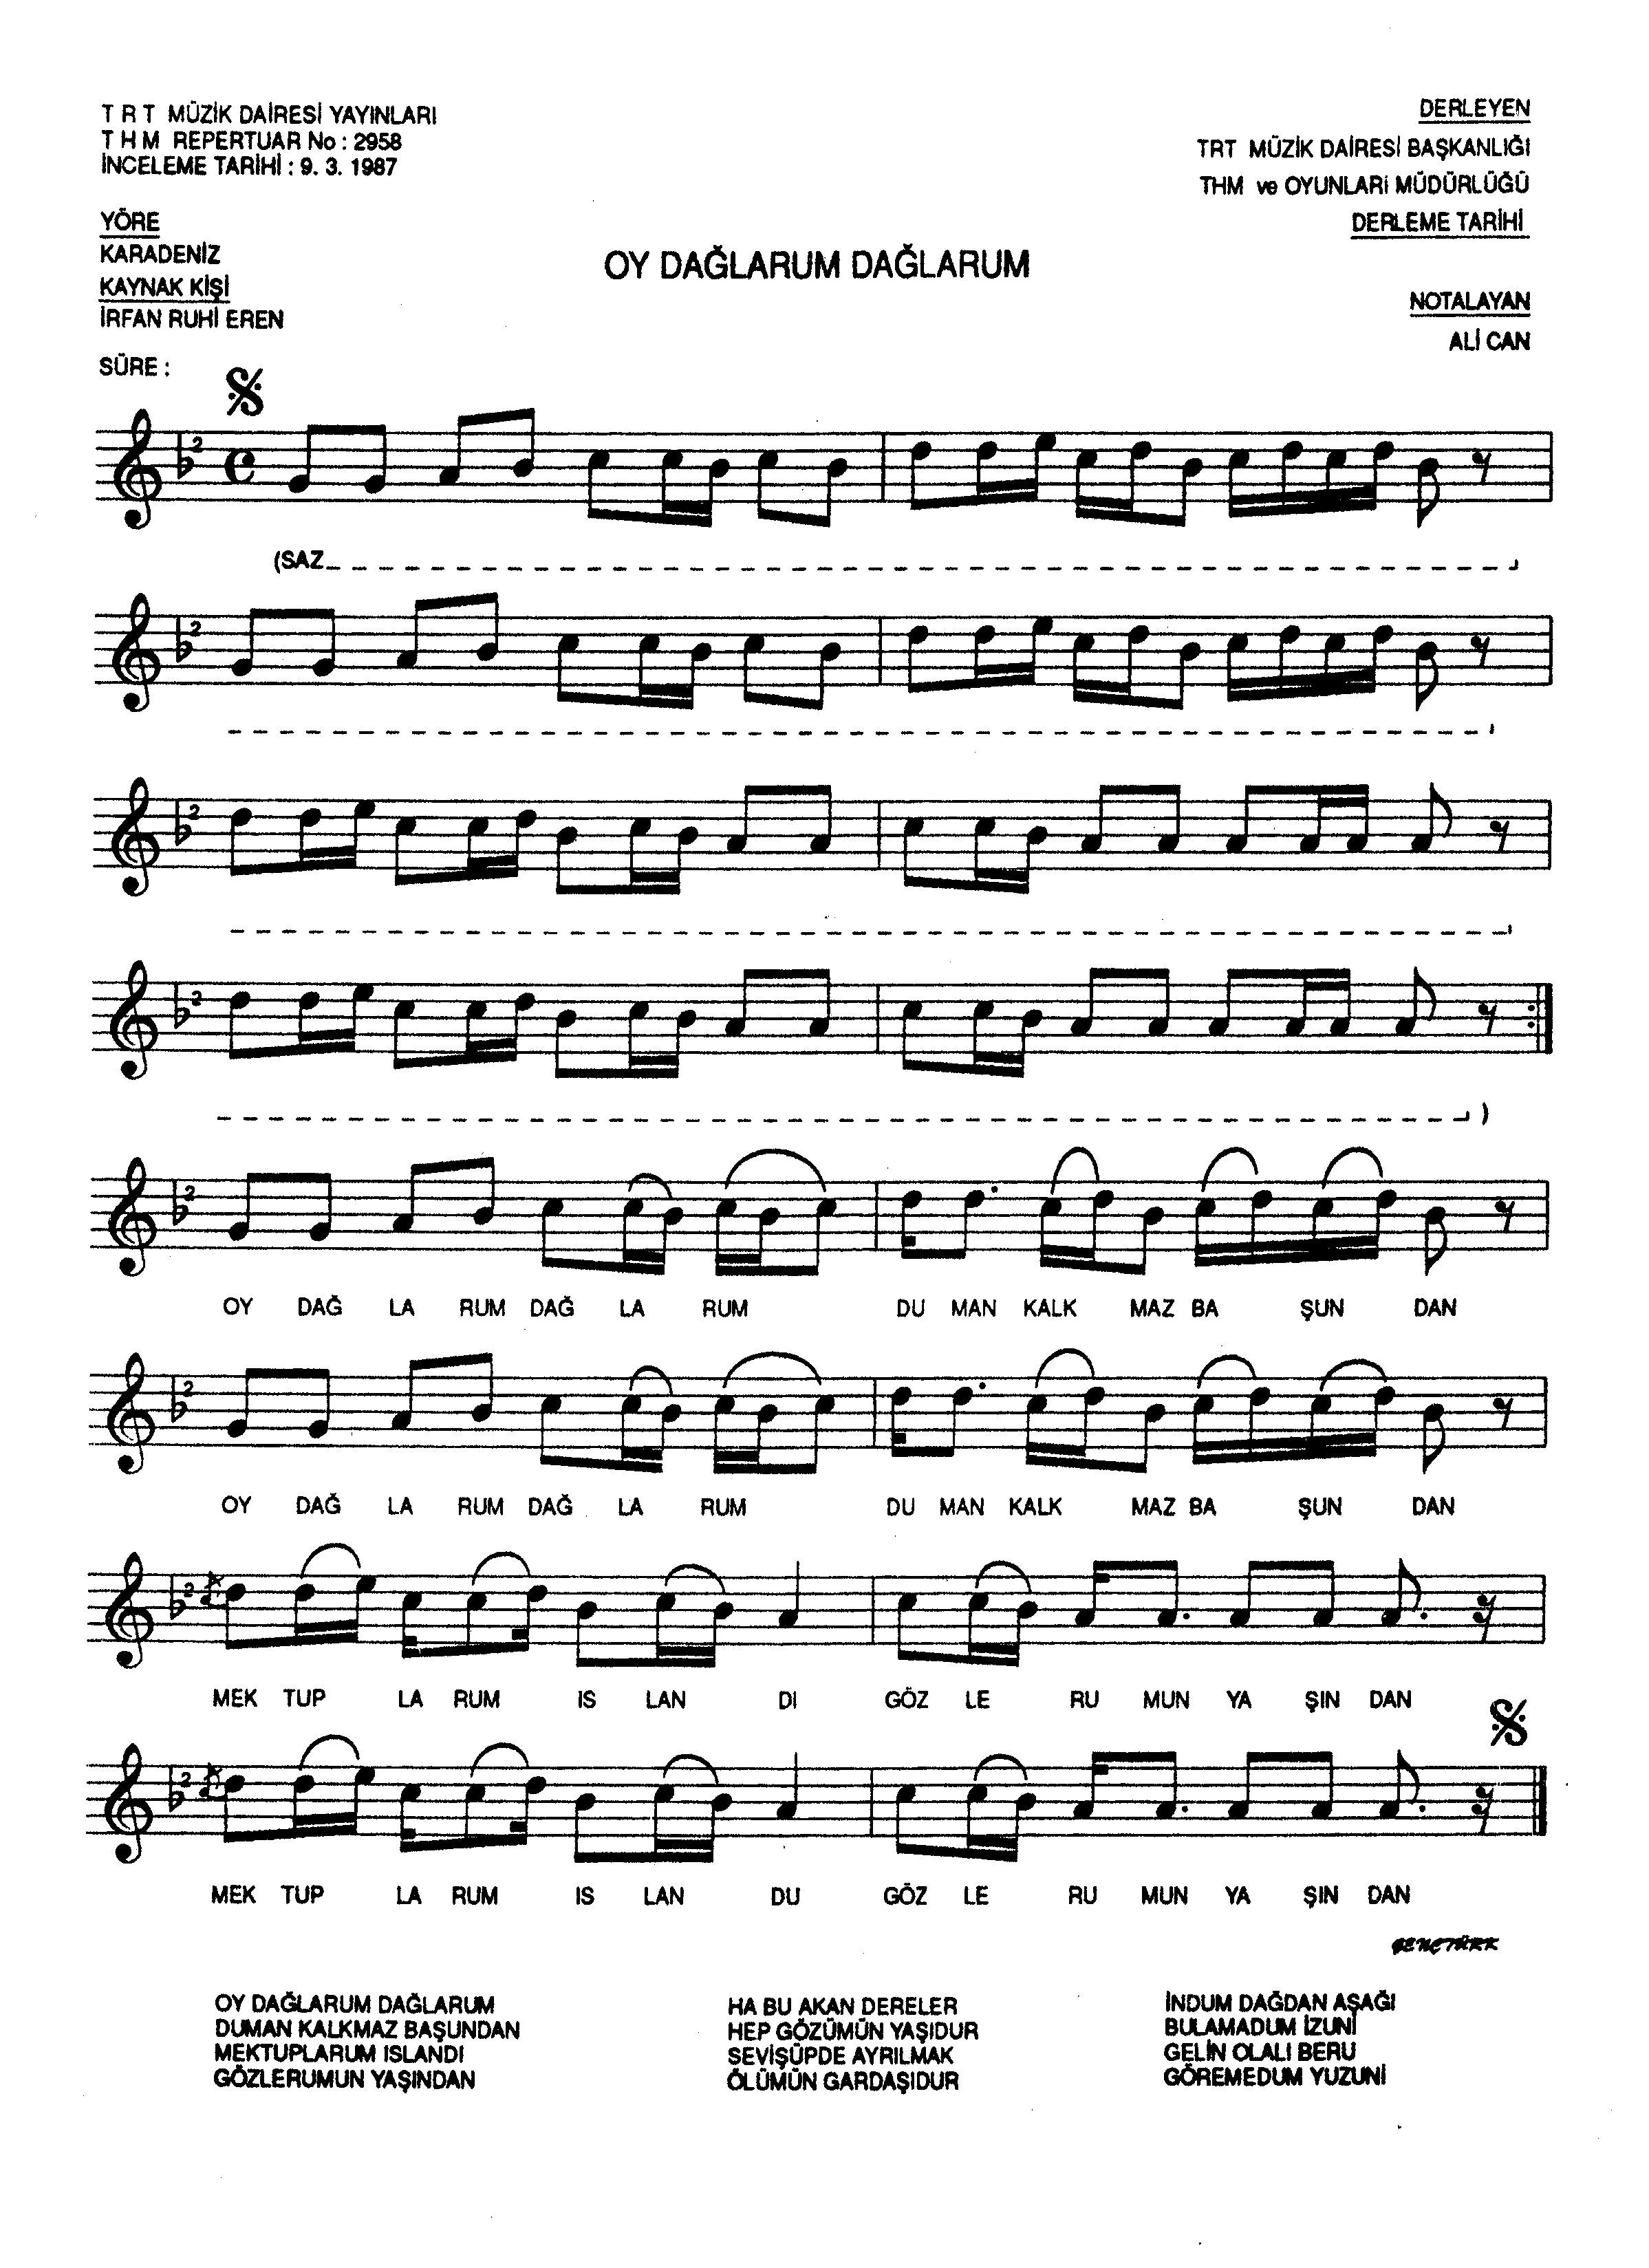 T R T MÜZİK DAİRESİ YAYINLARI
T H M REPERTUAR No : 2958
İNCELEME TARİHİ : 9. 3. 1987
DERLEYEN
TRT MÜZİK DAİRESİ BAŞKANLIĞI
THM ve OYUNLARi MÜDÜRLÜĞÜ
DERLEME TARİHİ
YÖRE
KARADENİZ
KAYNAK KİŞİ
İRFAN RUHİ EREN
OY DAĞLARUM DAĞLARUM
NOTALAYAN
ALİ CAN
SÜRE :
(SAZ
)
OY DAĞ LA RUM DAĞ LA RUM DU MAN KALK MAZ BA ŞUN DAN
OY DAĞ LA RUM DAĞ LA RUM DU MAN KALK MAZ BA ŞUN DAN
MEK TUP LA RUM IS LAN DI GÖZ LE RU MUN YA ŞIN DAN
MEK TUP LA RUM IS LAN DU GÖZ LE RU MUN YA ŞIN DAN
GENÇTÜRK
OY DAĞLARUM DAĞLARUM
DUMAN KALKMAZ BAŞUNDAN
MEKTUPLARUM ISLANDI
GÖZLERUMUN YAŞINDAN
HA BU AKAN DERELER
HEP GÖZÜMÜN YAŞIDUR
SEVİŞÜPDE AYRILMAK
ÖLÜMÜN GARDAŞIDUR
İNDUM DAĞDAN AŞAĞI
BULAMADUM İZUNİ
GELİN OLALI BERU
GÖREMEDUM YUZUNİ